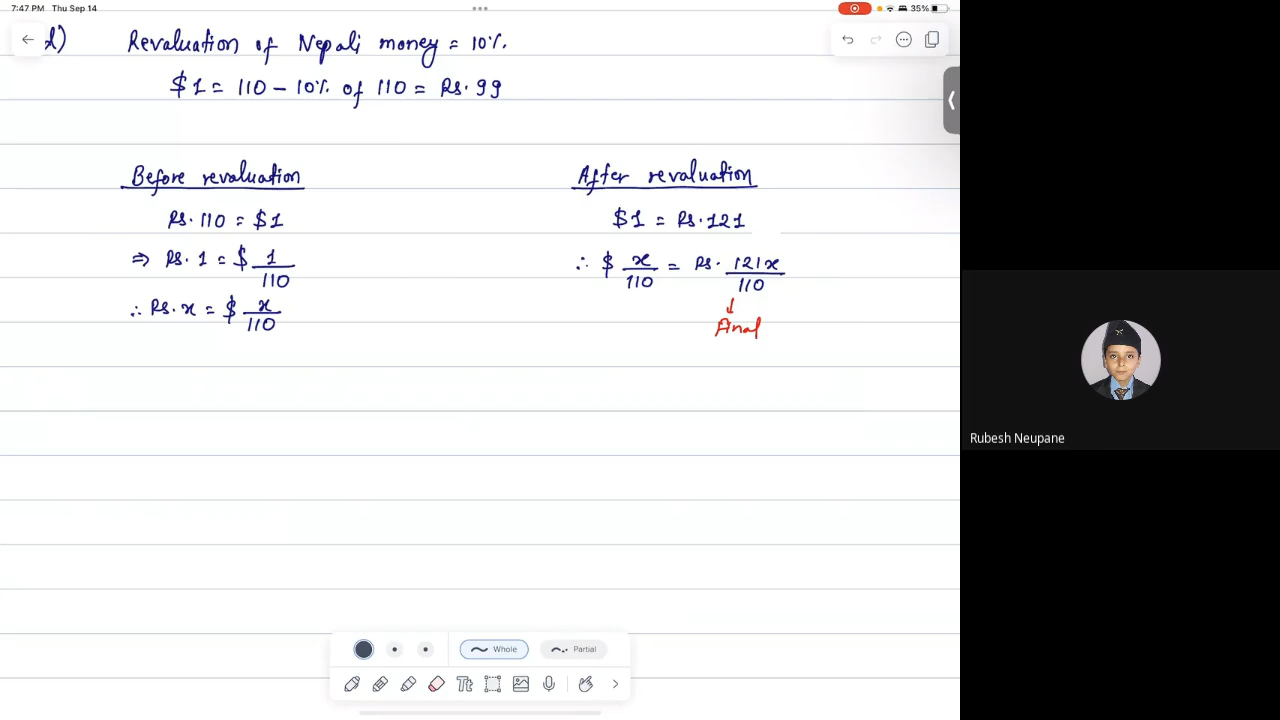 7:47 PM Thu Sep 14
35%
d) Revaluation of Nepali money = 10%.
$1 = 110 - 10% of 110 = Rs. 99
Before revaluation
Rs. 110 = $1
⇒ Rs. 1 = $ 1/110
∴ Rs. x = $ x/110
After revaluation
$1 = Rs. 121
∴ $ x/110 = Rs. 121x/110
↓
Final
Whole
Partial
Tt
Rubesh Neupane